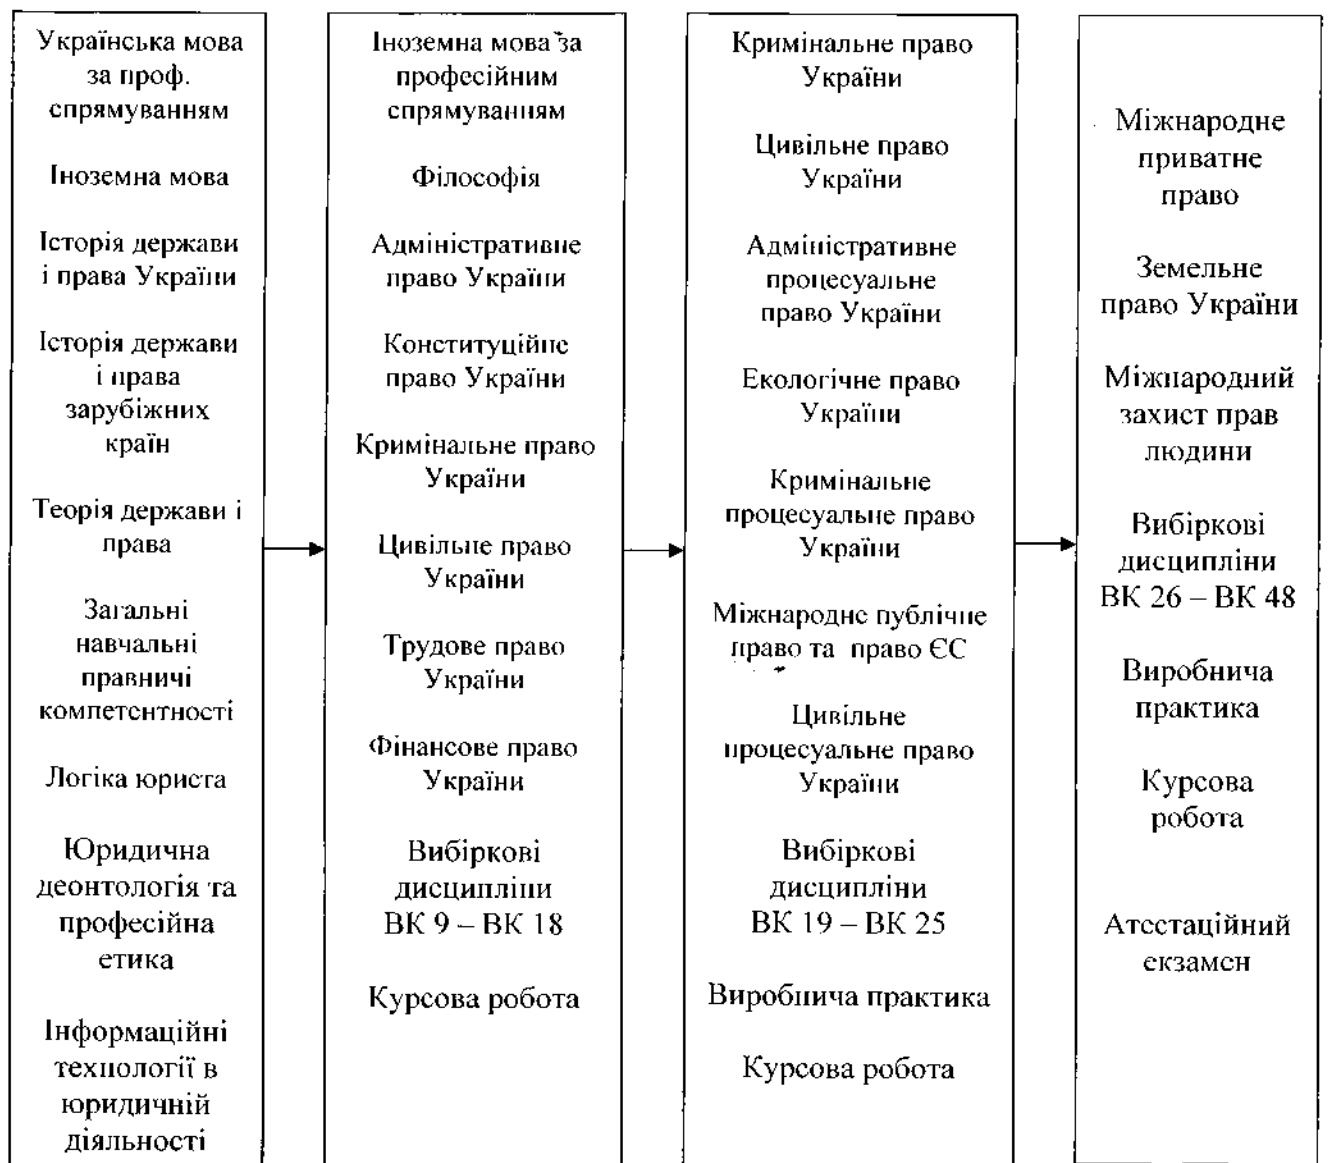 Українська мова
за проф.
спрямуванням
Іноземна мова
Історія держави
і права України
Історія держави
і права
зарубіжних
країн
Теорія держави і
права
Загальні
навчальні
правничі
компетентності
Логіка юриста
Юридична
деонтологія та
професійна
етика
Інформаційні
технології в
юридичній
діяльності
Іноземна мова за
професійним
спрямуванням
Філософія
Адміністративне
право України
Конституційне
право України
Кримінальне право
України
Цивільне право
України
Трудове право
України
Фінансове право
України
Вибіркові
дисципліни
ВК 9 – ВК 18
Курсова робота
Кримінальне право
України
Цивільне право
України
Адміністративне
процесуальне
право України
Екологічне право
України
Кримінальне
процесуальне право
України
Міжнародне публічне
право та право ЄС
Цивільне
процесуальне право
України
Вибіркові
дисципліни
ВК 19 – ВК 25
Виробнича практика
Курсова робота
Міжнародне
приватне
право
Земельне
право України
Міжнародний
захист прав
людини
Вибіркові
дисципліни
ВК 26 – ВК 48
Виробнича
практика
Курсова
робота
Атестаційний
екзамен